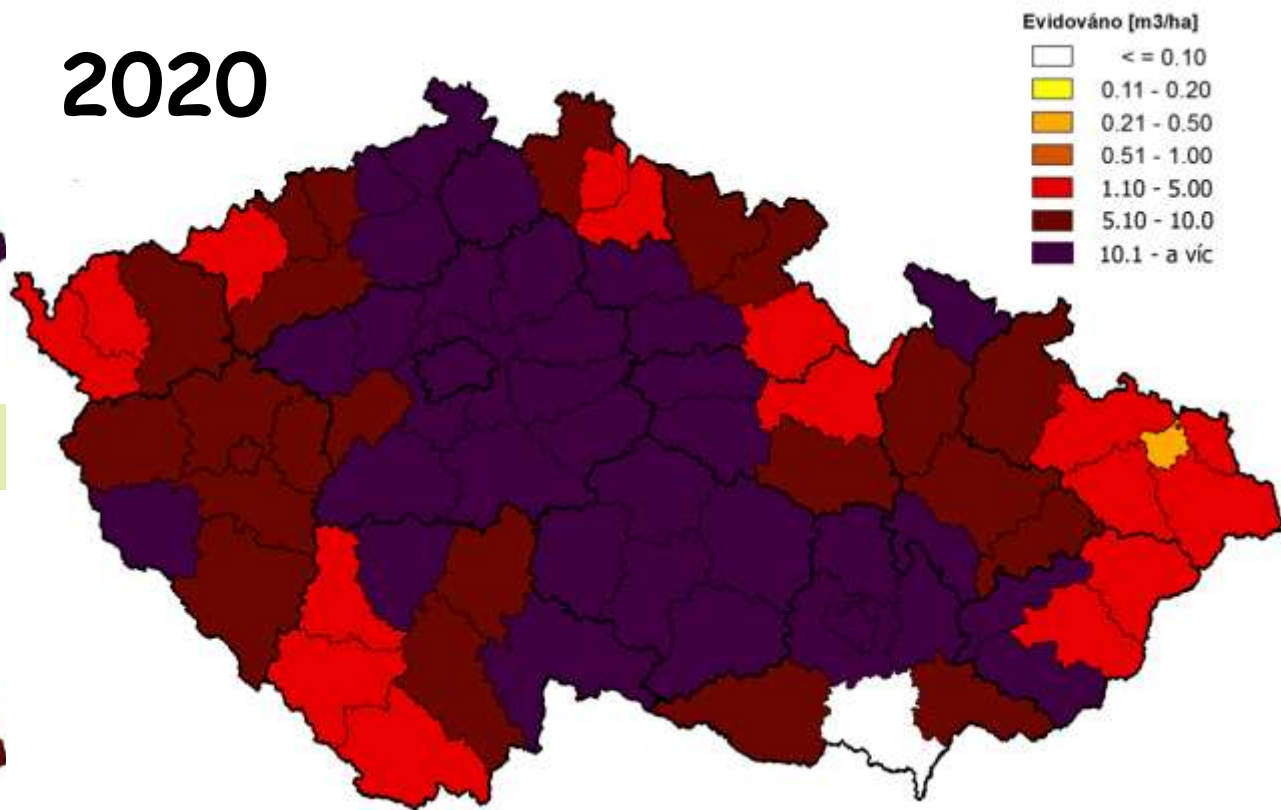 2020
Evidováno [m3/ha]
< = 0.10
0.11 - 0.20
0.21 - 0.50
0.51 - 1.00
1.10 - 5.00
5.10 - 10.0
10.1 - a víc